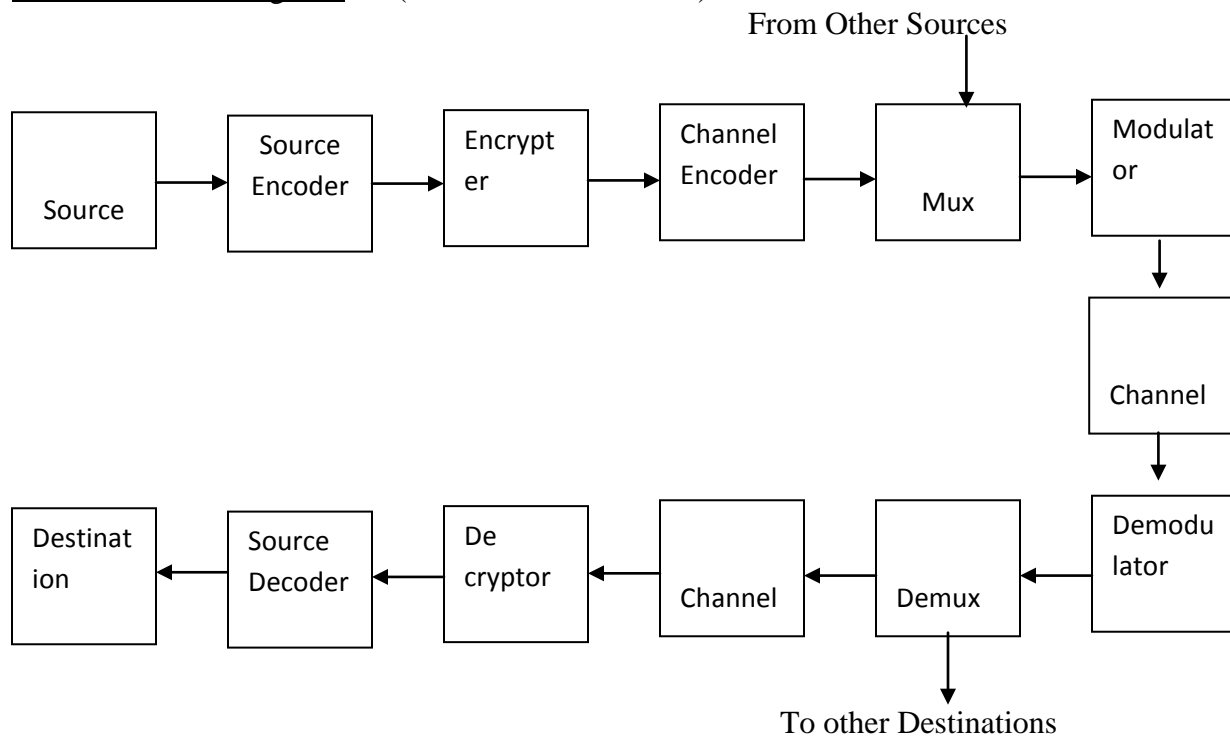 From Other Sources
Source
Source
Encoder
Encrypt
er
Channel
Encoder
Mux
Modulat
or
Channel
Destinat
ion
Source
Decoder
De
cryptor
Channel
Demux
Demodu
lator
To other Destinations